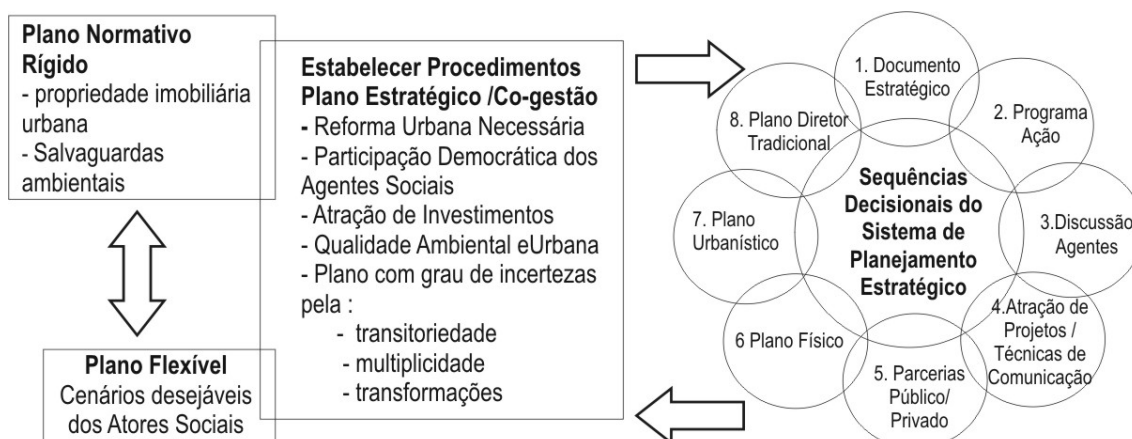 Plano Normativo
Rígido
- propriedade imobiliária
urbana
- Salvaguardas
ambientais
Plano Flexível
Cenários desejáveis
dos Atores Sociais
Estabelecer Procedimentos
Plano Estratégico /Co-gestão
- Reforma Urbana Necessária
- Participação Democrática dos
Agentes Sociais
- Atração de Investimentos
- Qualidade Ambiental eUrbana
- Plano com grau de incertezas
pela :
- transitoriedade
- multiplicidade
- transformações
Sequências
Decisionais do
Sistema de
Planejamento
Estratégico
1. Documento
Estratégico
2. Programa
Ação
3.Discussão
Agentes
4.Atração de
Projetos /
Técnicas de
Comunicação
5. Parcerias
Público/
Privado
6 Plano Físico
7. Plano
Urbanístico
8. Plano Diretor
Tradicional